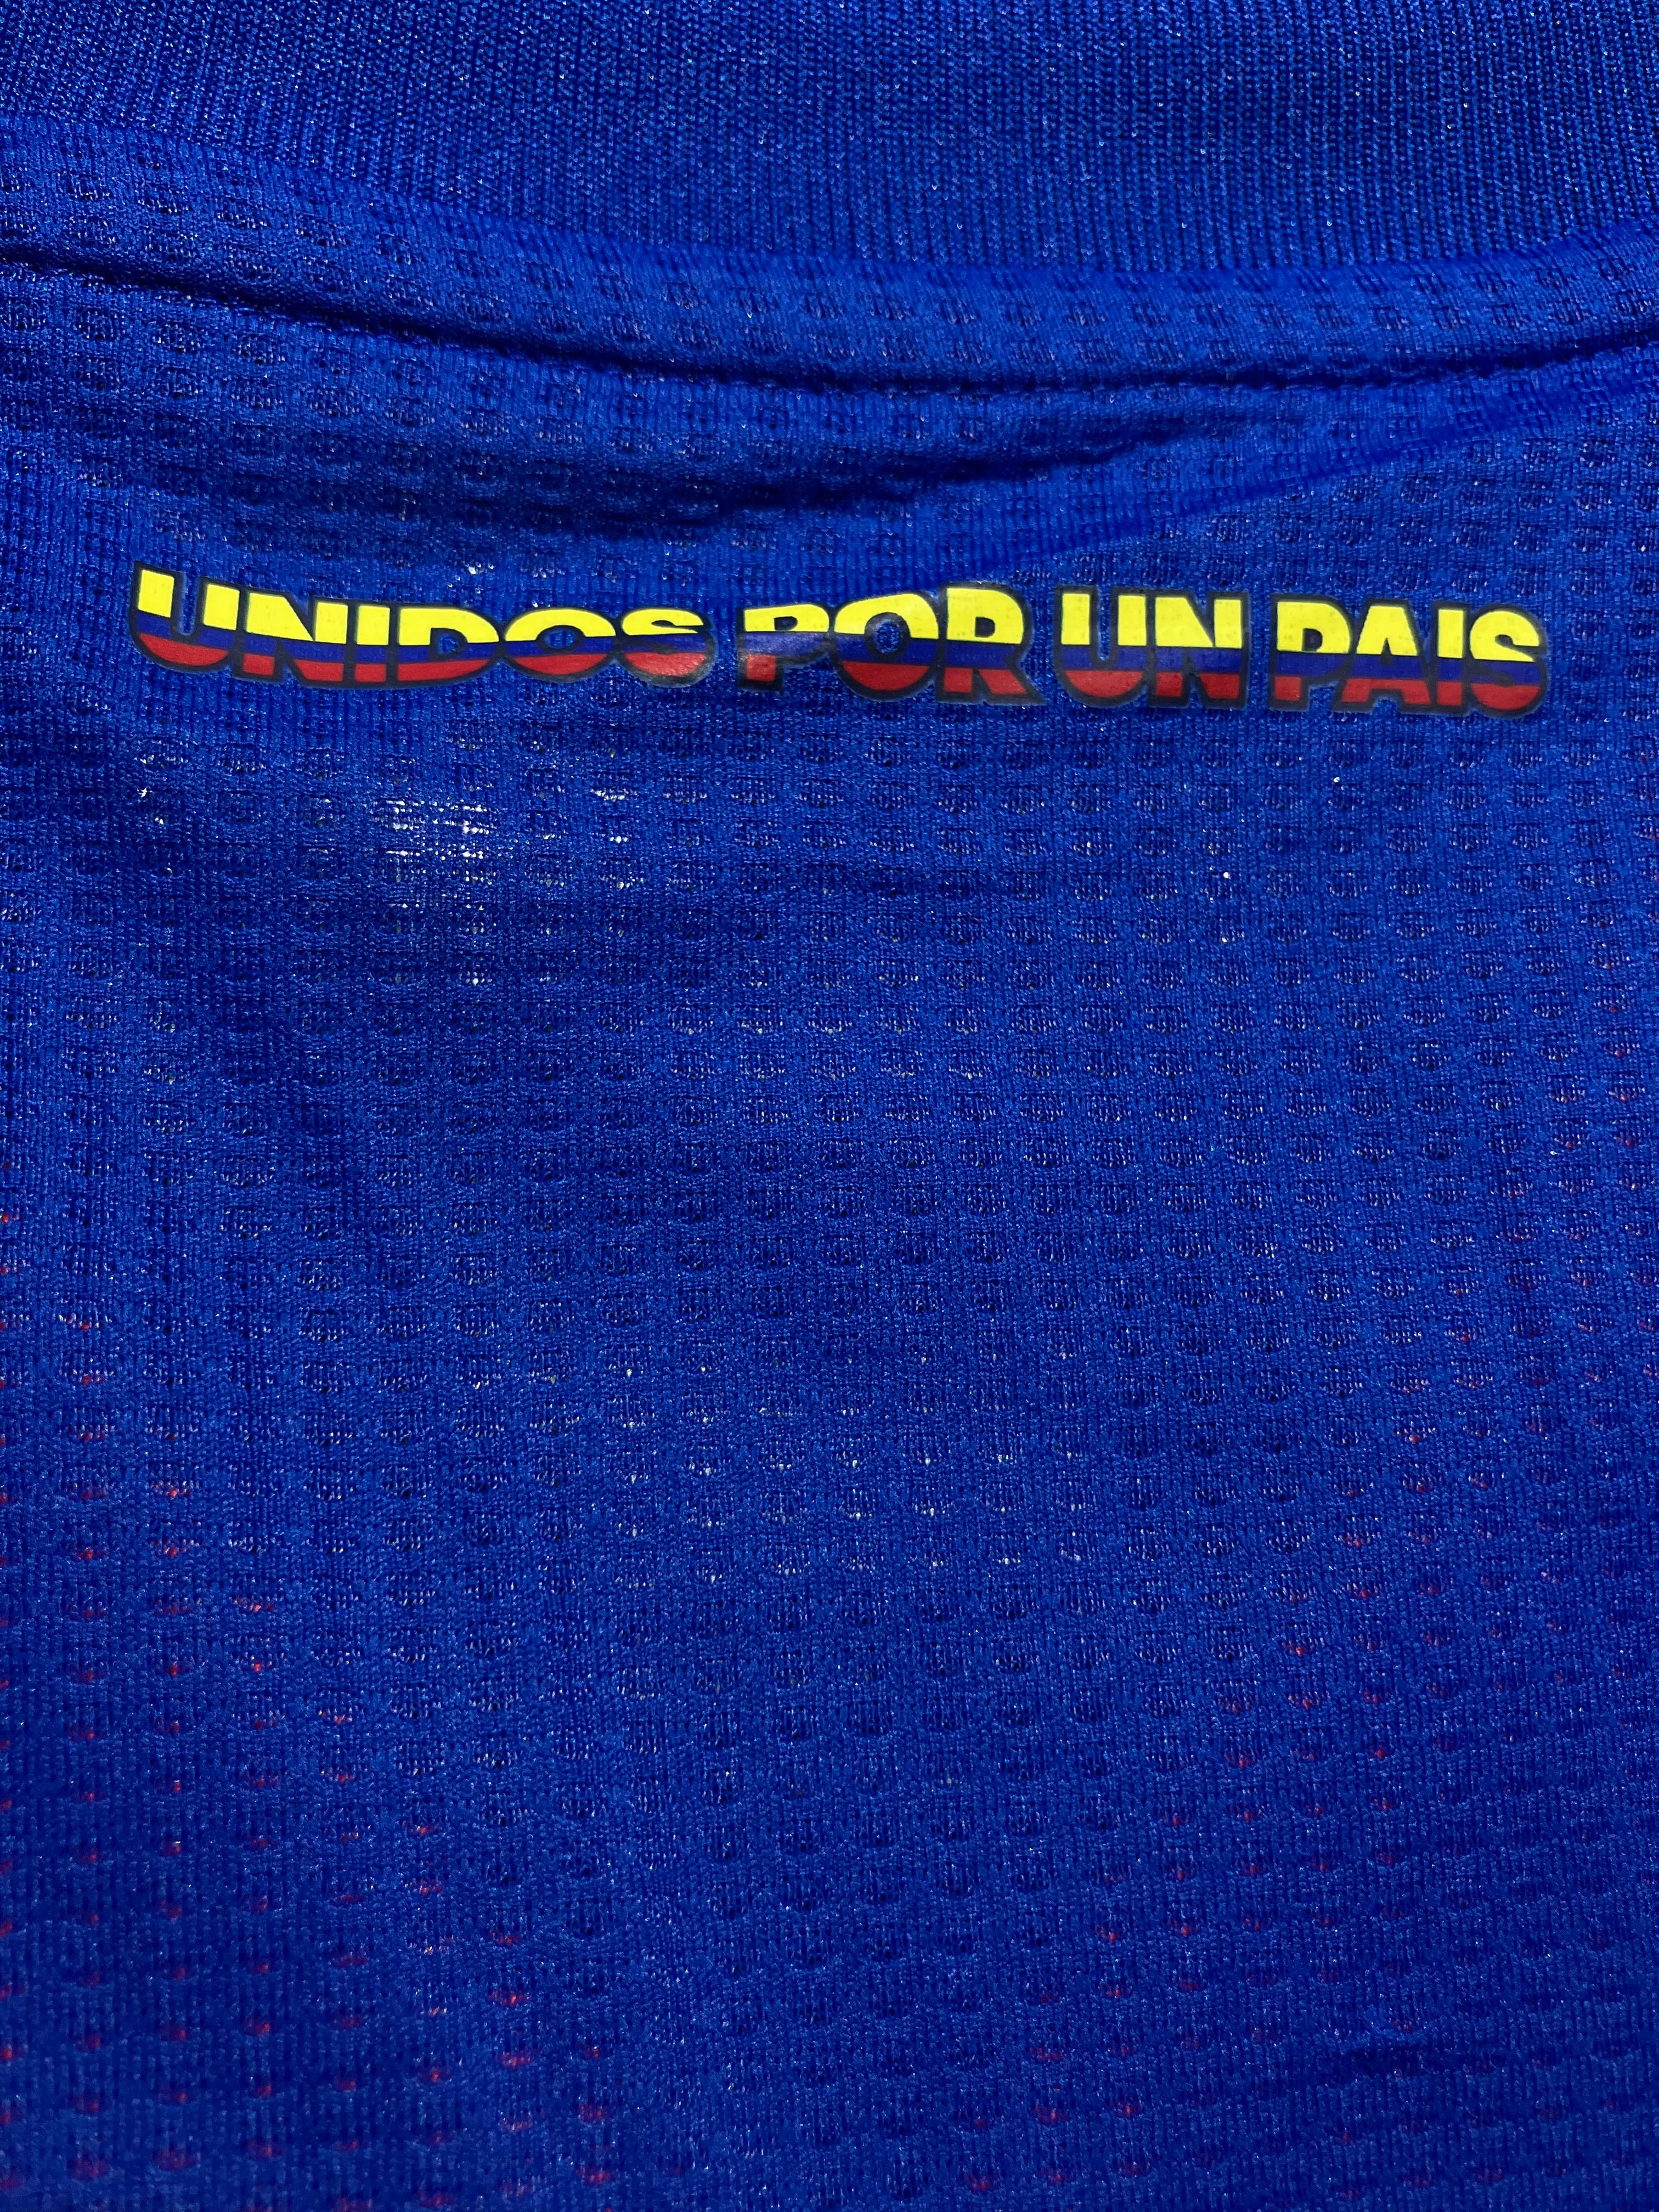 UNIDOS POR UN PAIS